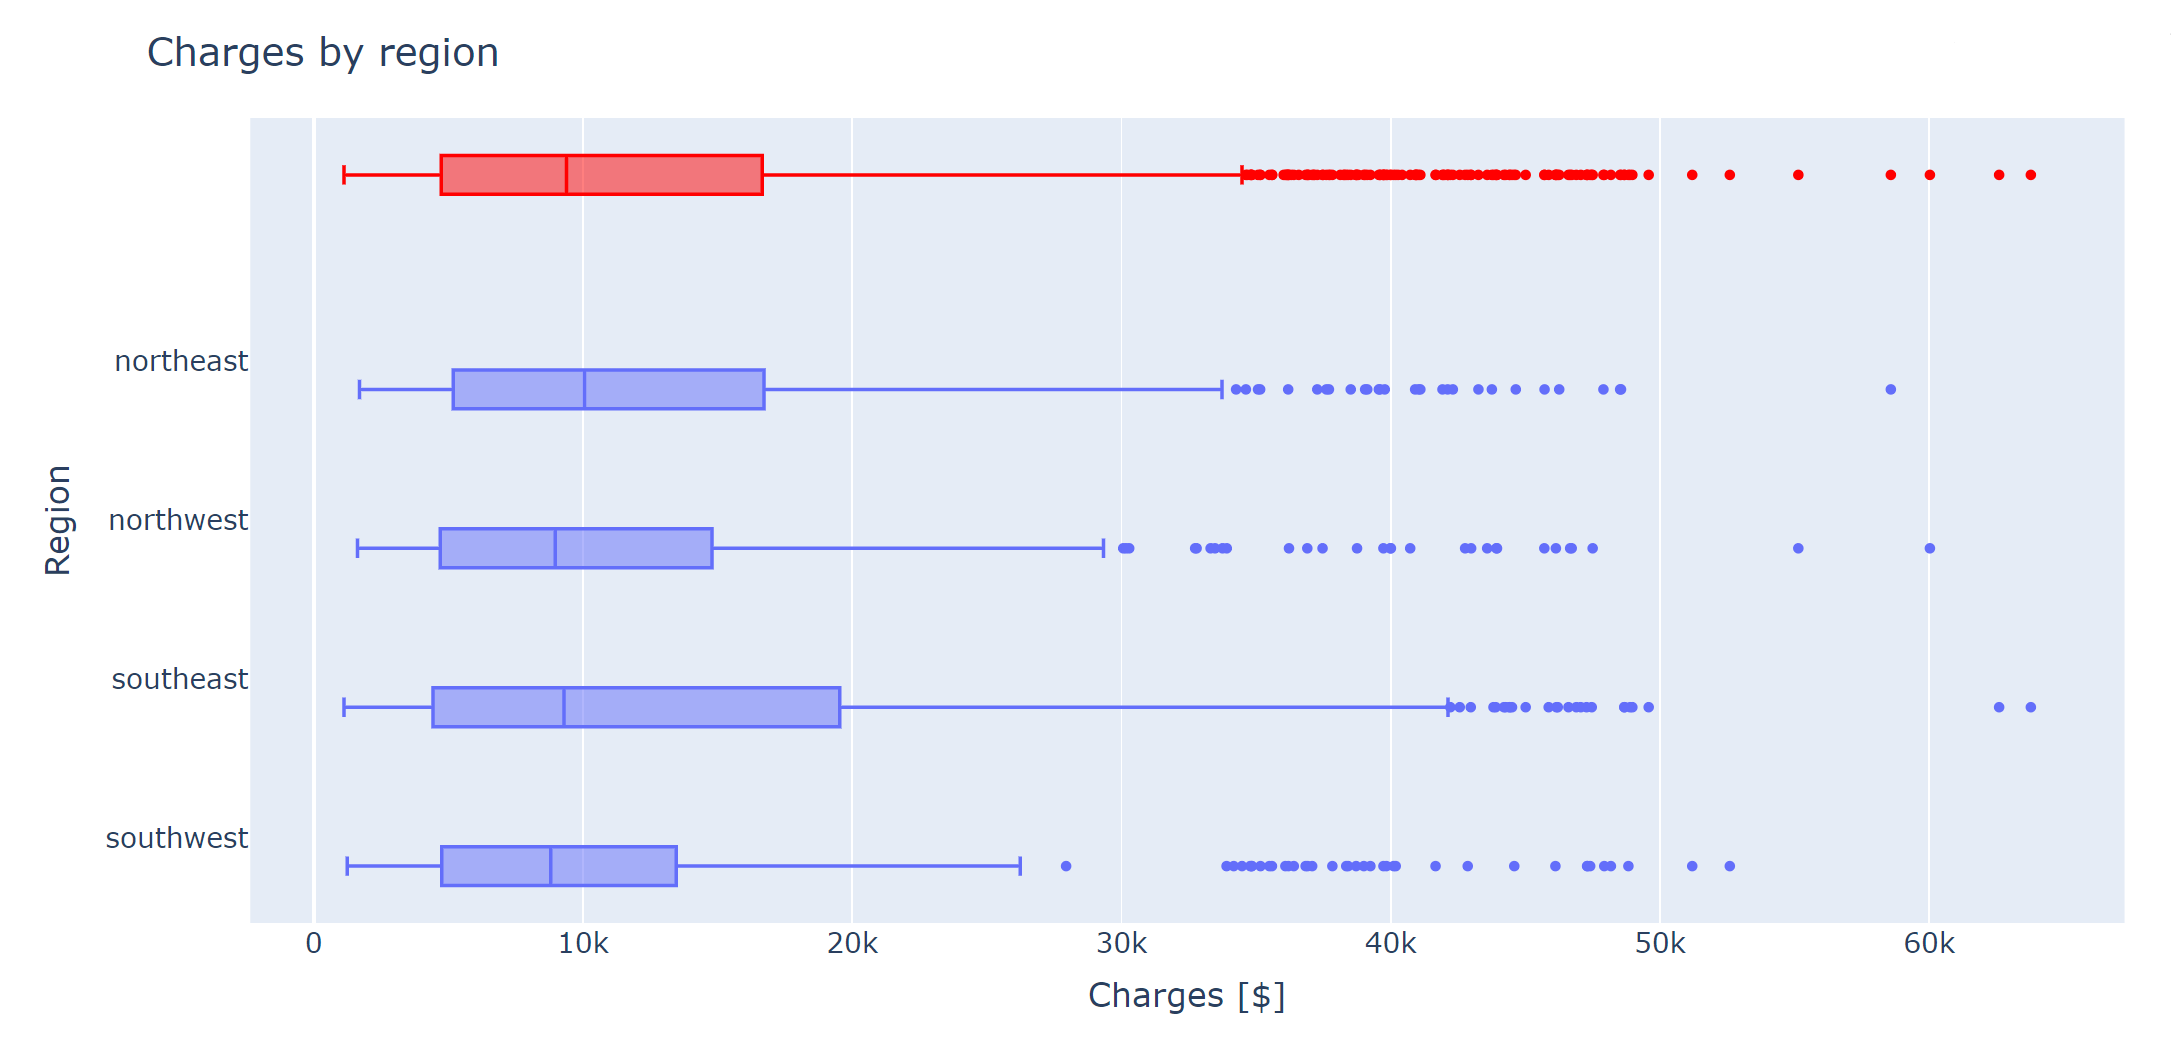 Charges by region
northeast
northwest
southeast
southwest
Region
0 10k 20k 30k 40k 50k 60k
Charges [$]